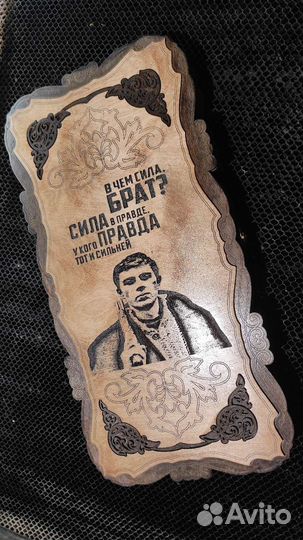 В ЧЕМ СИЛА,
БРАТ?
СИЛА В ПРАВДЕ,
У КОГО ПРАВДА
ТОТ И СИЛЬНЕЙ
Avito